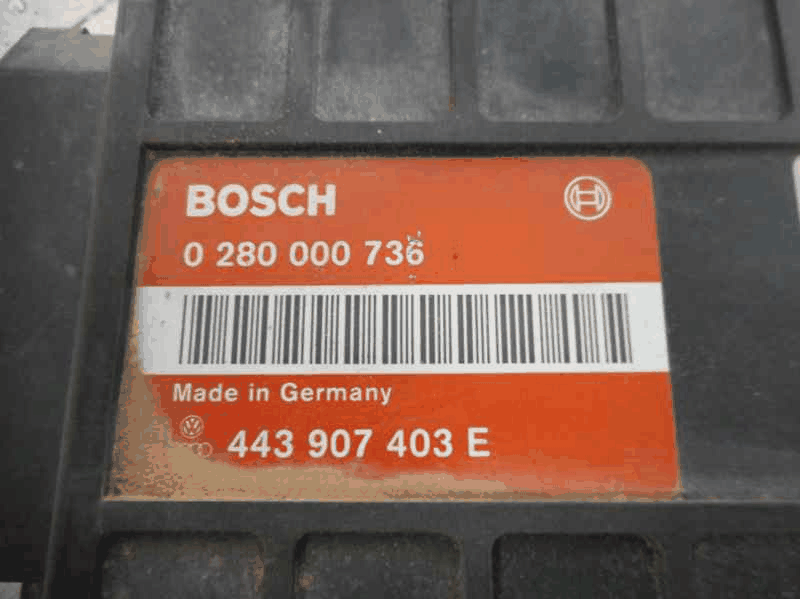 BOSCH
0 280 000 736
Made in Germany
443 907 403 E